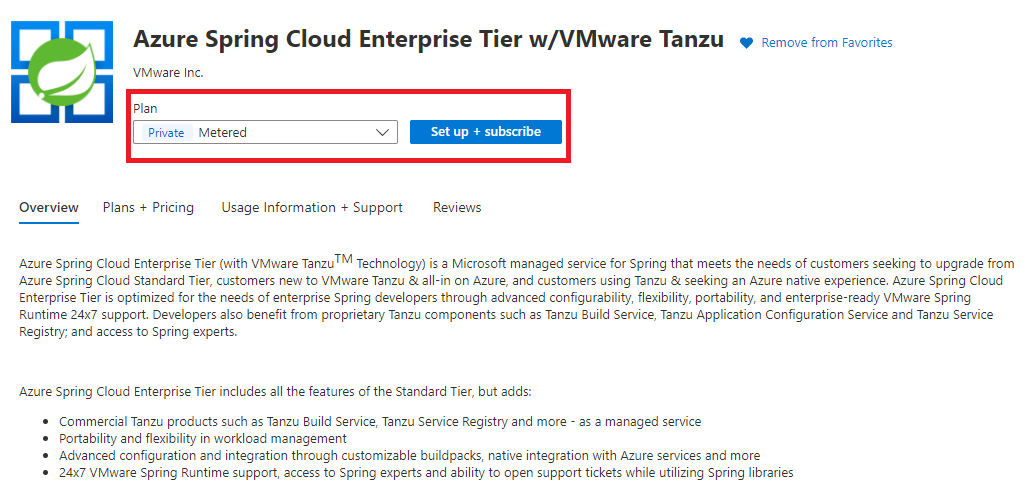 Azure Spring Cloud Enterprise Tier w/VMware Tanzu
Remove from Favorites
VMware Inc.
Plan
Private Metered
Set up + subscribe
Overview Plans + Pricing Usage Information + Support Reviews
Azure Spring Cloud Enterprise Tier (with VMware Tanzu™ Technology) is a Microsoft managed service for Spring that meets the needs of customers seeking to upgrade from
Azure Spring Cloud Standard Tier, customers new to VMware Tanzu & all-in on Azure, and customers using Tanzu & seeking an Azure native experience. Azure Spring Cloud
Enterprise Tier is optimized for the needs of enterprise Spring developers through advanced configurability, flexibility, portability, and enterprise-ready VMware Spring
Runtime 24x7 support. Developers also benefit from proprietary Tanzu components such as Tanzu Build Service, Tanzu Application Configuration Service and Tanzu Service
Registry; and access to Spring experts.
Azure Spring Cloud Enterprise Tier includes all the features of the Standard Tier, but adds:
• Commercial Tanzu products such as Tanzu Build Service, Tanzu Service Registry and more - as a managed service
• Portability and flexibility in workload management
• Advanced configuration and integration through customizable buildpacks, native integration with Azure services and more
• 24x7 VMware Spring Runtime support, access to Spring experts and ability to open support tickets while utilizing Spring libraries